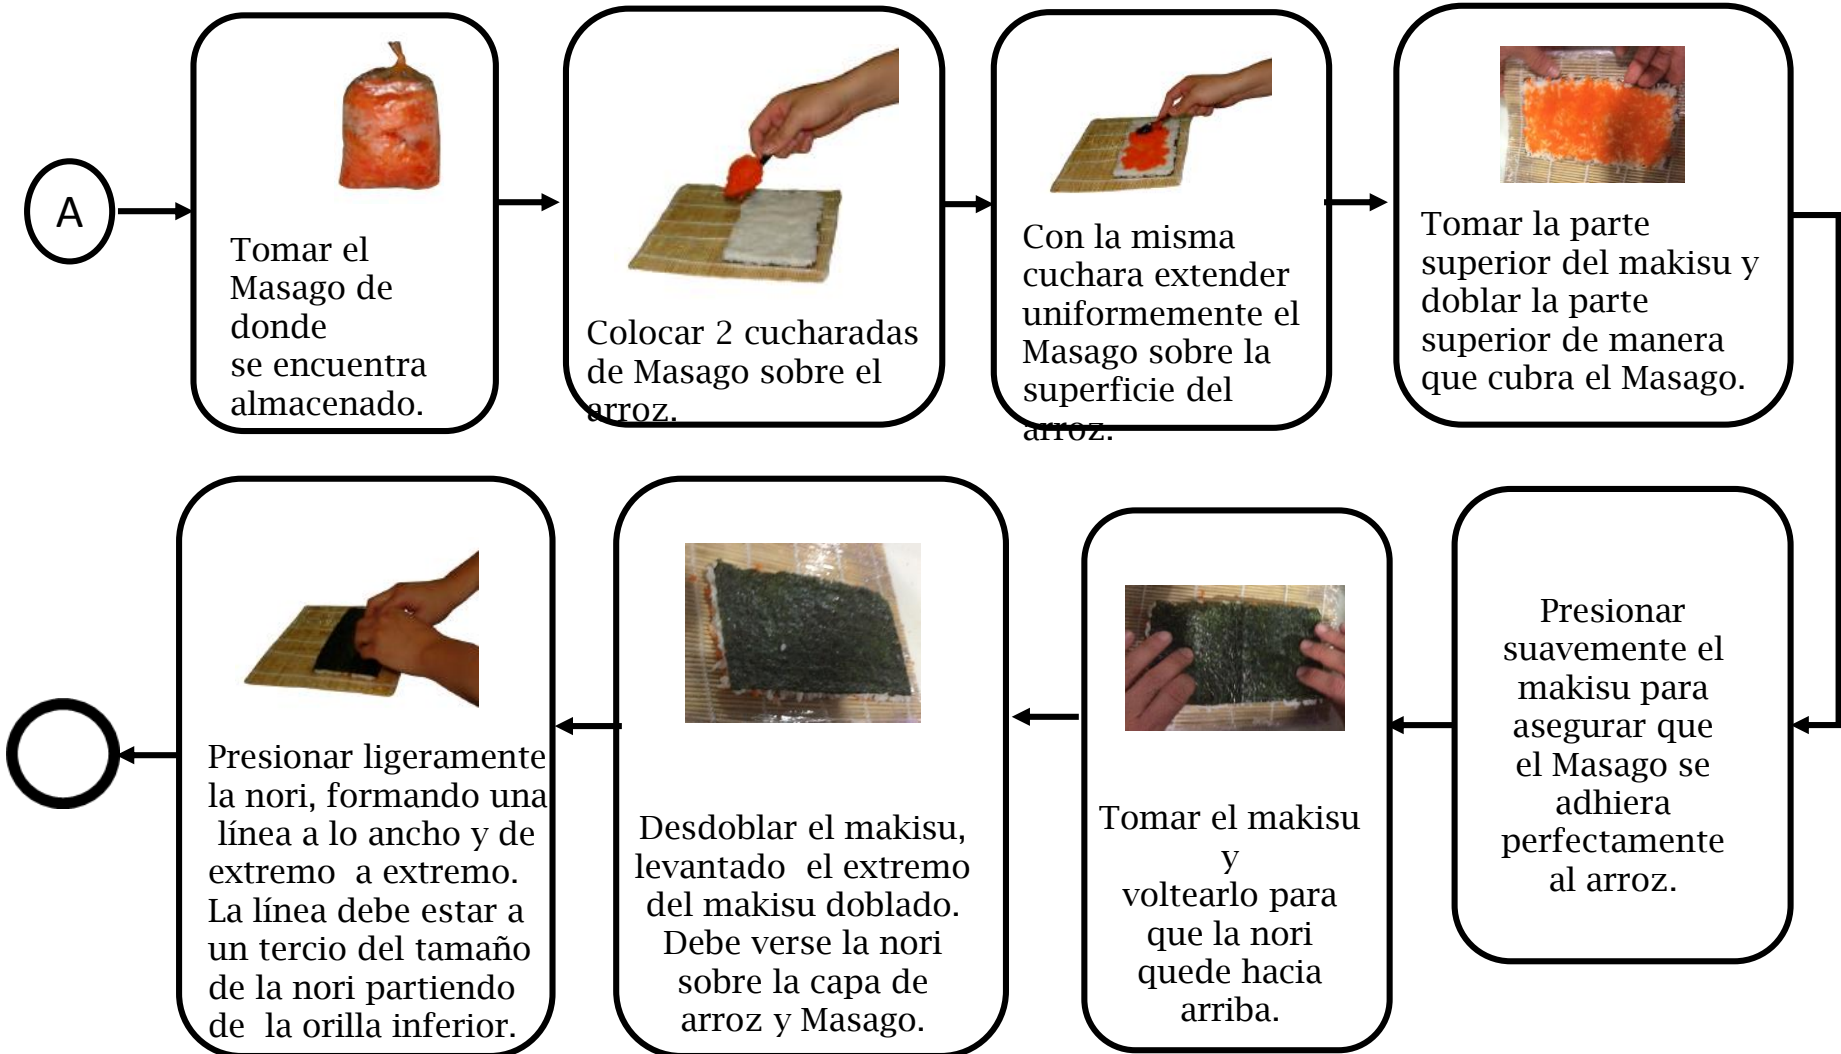 A
Tomar el
Masago de
donde
se encuentra
almacenado.
Colocar 2 cucharadas
de Masago sobre el
arroz.
Con la misma
cuchara extender
uniformemente el
Masago sobre la
superficie del
arroz.
Tomar la parte
superior del makisu y
doblar la parte
superior de manera
que cubra el Masago.
Presionar
suavemente el
makisu para
asegurar que
el Masago se
adhiera
perfectamente
al arroz.
Tomar el makisu
y
voltearlo para
que la nori
quede hacia
arriba.
Desdoblar el makisu,
levantado el extremo
del makisu doblado.
Debe verse la nori
sobre la capa de
arroz y Masago.
Presionar ligeramente
la nori, formando una
línea a lo ancho y de
extremo a extremo.
La línea debe estar a
un tercio del tamaño
de la nori partiendo
de la orilla inferior.